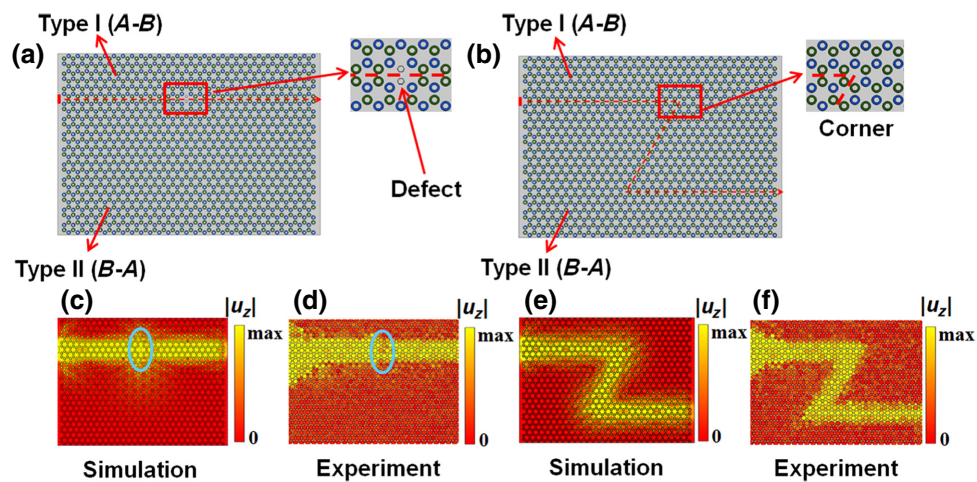 (a)
Type I (A-B)
Defect
Type II (B-A)
(b)
Type I (A-B)
Corner
Type II (B-A)
(c)
|uz|
max
0
Simulation
(d)
|uz|
max
0
Experiment
(e)
|uz|
max
0
Simulation
(f)
|uz|
max
0
Experiment